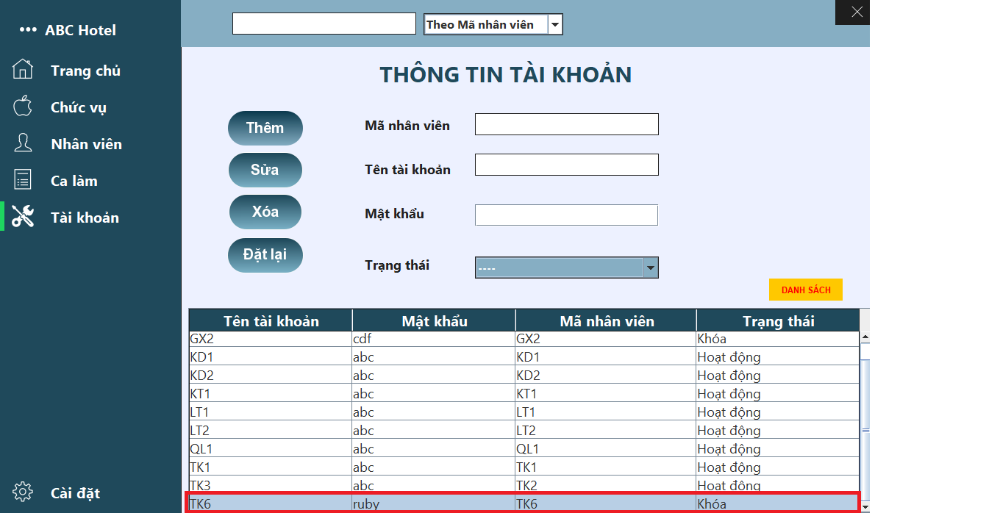 ABC Hotel
Theo Mã nhân viên
Trang chủ
Chức vụ
Nhân viên
Ca làm
Tài khoản
Cài đặt
THÔNG TIN TÀI KHOẢN
Thêm
Sửa
Xóa
Đặt lại
Mã nhân viên
Tên tài khoản
Mật khẩu
Trạng thái
----
DANH SÁCH
Tên tài khoản Mật khẩu Mã nhân viên Trạng thái
GX2 cdf GX2 Khóa
KD1 abc KD1 Hoạt động
KD2 abc KD2 Hoạt động
KT1 abc KT1 Hoạt động
LT1 abc LT1 Hoạt động
LT2 abc LT2 Hoạt động
QL1 abc QL1 Hoạt động
TK1 abc TK1 Hoạt động
TK3 abc TK2 Hoạt động
TK6 ruby TK6 Khóa